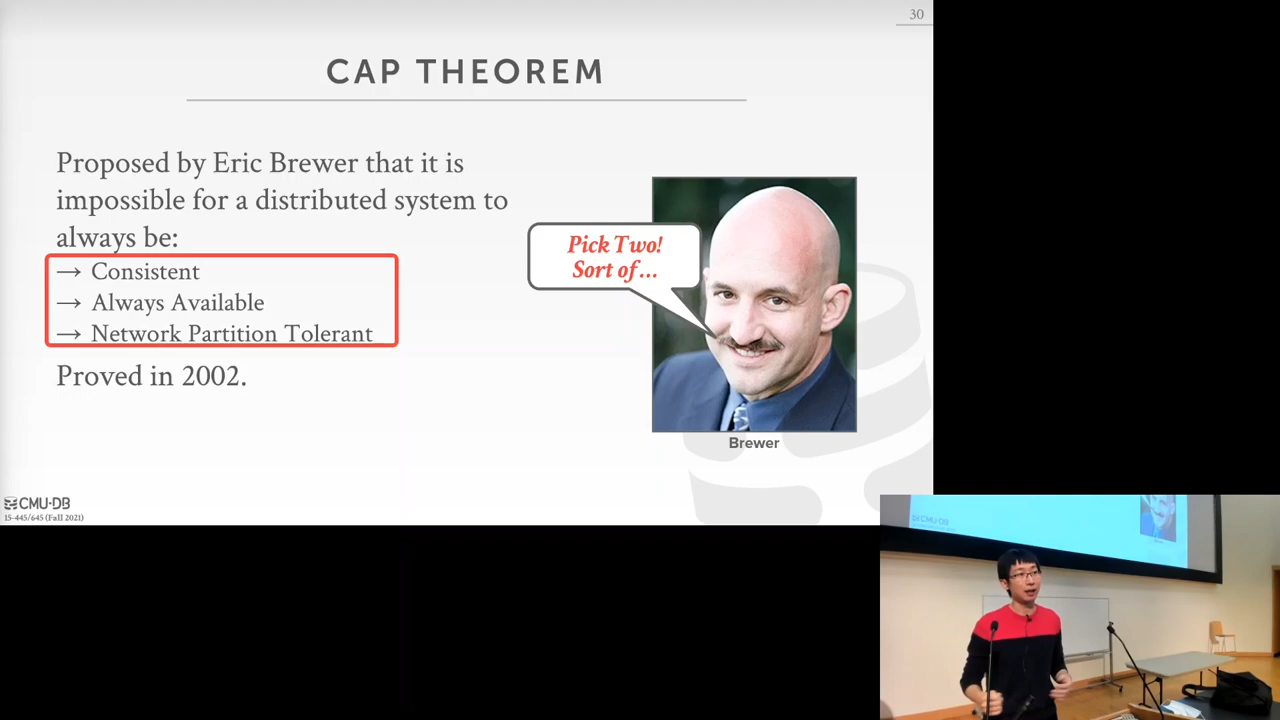 30
CAP THEOREM
Proposed by Eric Brewer that it is
impossible for a distributed system to
always be:
→ Consistent
→ Always Available
→ Network Partition Tolerant
Proved in 2002.
Pick Two!
Sort of...
Brewer
CMU·DB
15-445/645 (Fall 2021)
CMU·DB